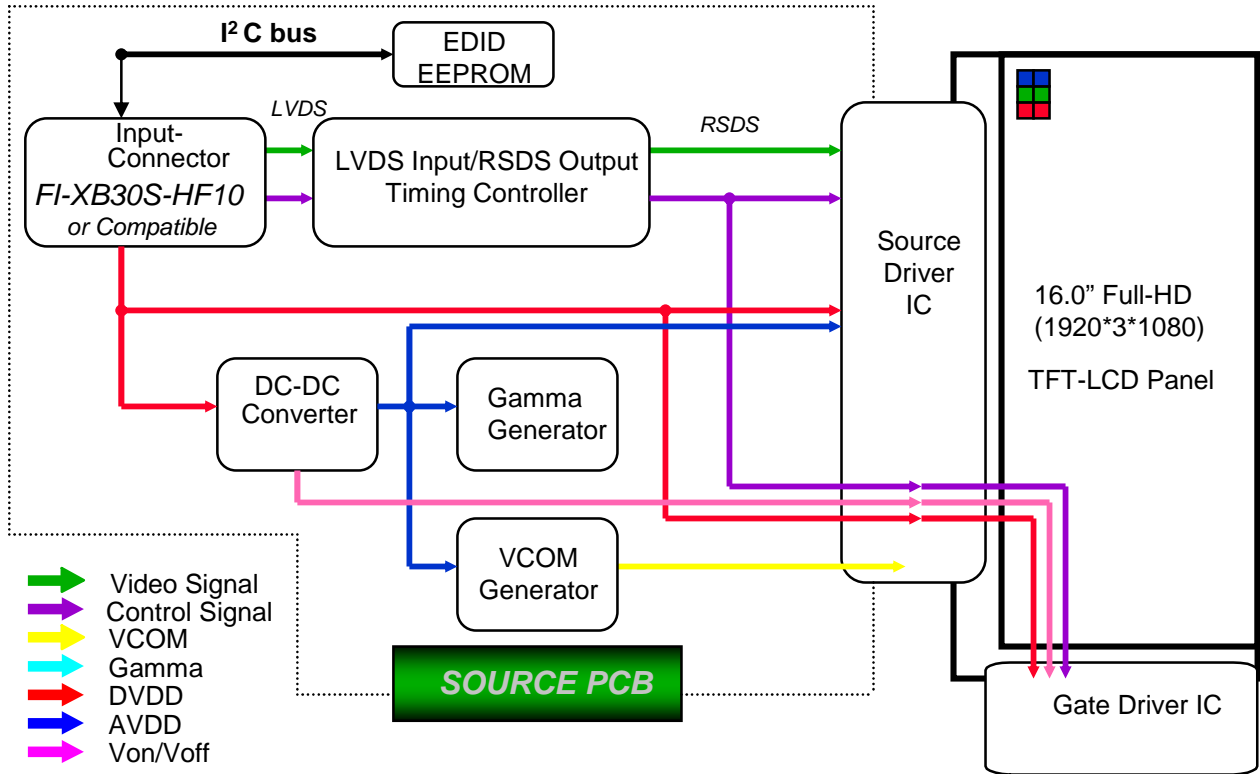 I² C bus
EDID
EEPROM
LVDS
RSDS
Input-
Connector
FI-XB30S-HF10
or Compatible
LVDS Input/RSDS Output
Timing Controller
Source
Driver
IC
16.0” Full-HD
(1920*3*1080)
TFT-LCD Panel
DC-DC
Converter
Gamma
Generator
VCOM
Generator
Video Signal
Control Signal
VCOM
Gamma
DVDD
AVDD
Von/Voff
SOURCE PCB
Gate Driver IC